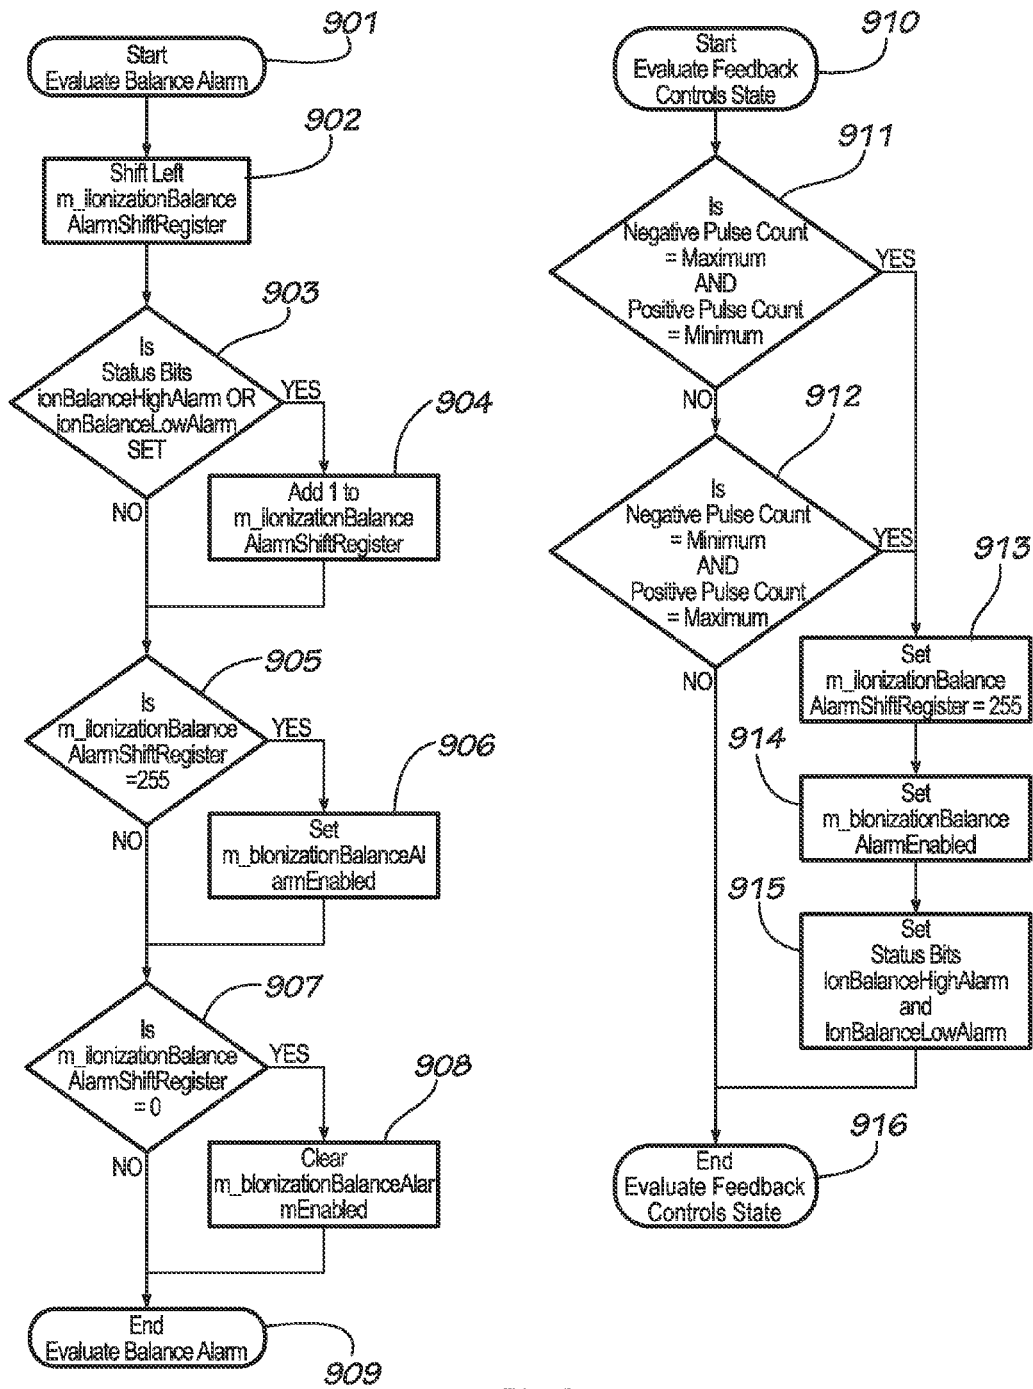 901
Start
Evaluate Balance Alarm
902
Shift Left
m_iIonizationBalance
AlarmShiftRegister
903
Is
Status Bits
ionBalanceHighAlarm OR
ionBalanceLowAlarm
SET
YES
NO
904
Add 1 to
m_iIonizationBalance
AlarmShiftRegister
905
Is
m_iIonizationBalance
AlarmShiftRegister
=255
YES
NO
906
Set
m_bIonizationBalanceAl
armEnabled
907
Is
m_iIonizationBalance
AlarmShiftRegister
= 0
YES
NO
908
Clear
m_bIonizationBalanceAlar
mEnabled
End
Evaluate Balance Alarm
909
910
Start
Evaluate Feedback
Controls State
911
Is
Negative Pulse Count
= Maximum
AND
Positive Pulse Count
= Minimum
YES
NO
912
Is
Negative Pulse Count
= Minimum
AND
Positive Pulse Count
= Maximum
YES
NO
913
Set
m_iIonizationBalance
AlarmShiftRegister = 255
914
Set
m_bIonizationBalance
AlarmEnabled
915
Set
Status Bits
IonBalanceHighAlarm
and
IonBalanceLowAlarm
916
End
Evaluate Feedback
Controls State